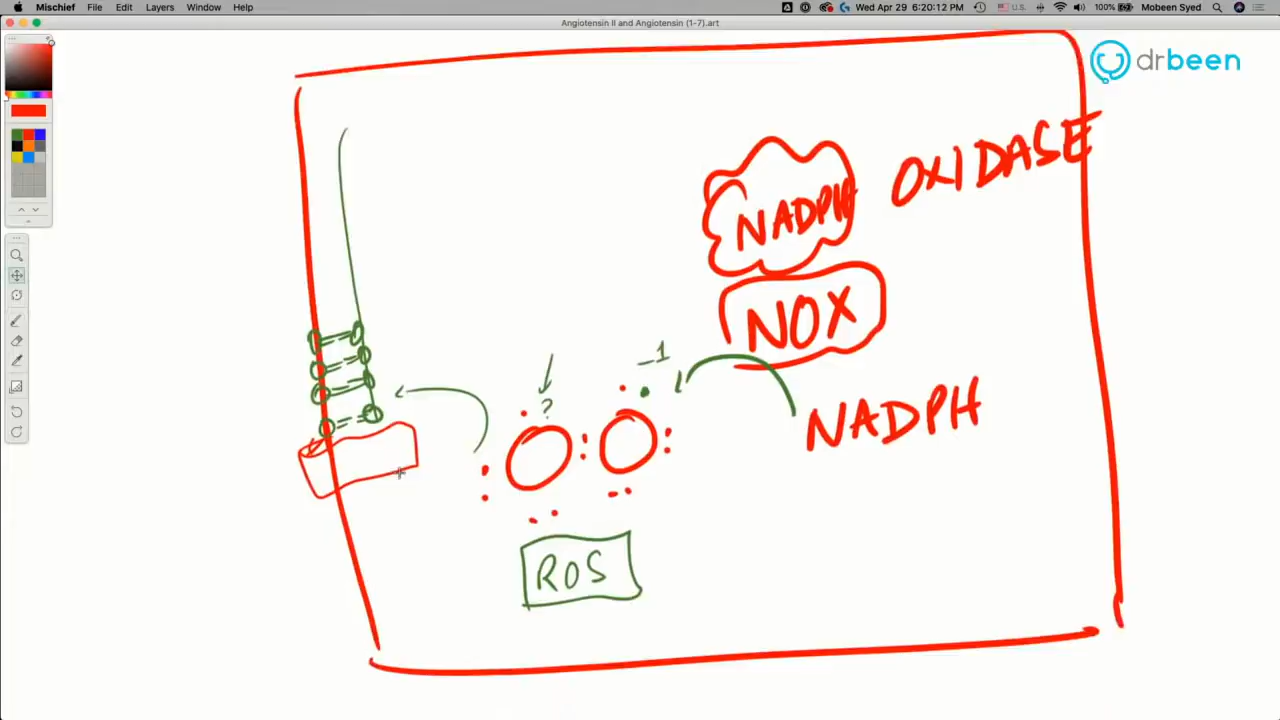 Mischief File Edit Layers Window Help Wed Apr 29 6:20:12 PM Mobeen Syed
U.S. 100%
Angiotensin II and Angiotensin (1-7).art
drbeen
NADPH OXIDASE
NOX
-1
?
NADPH
ROS